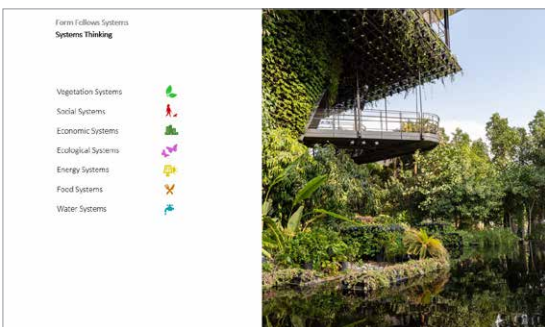 Form Follows Systems
Systems Thinking
Vegetation Systems
Social Systems
Economic Systems
Ecological Systems
Energy Systems
Food Systems
Water Systems